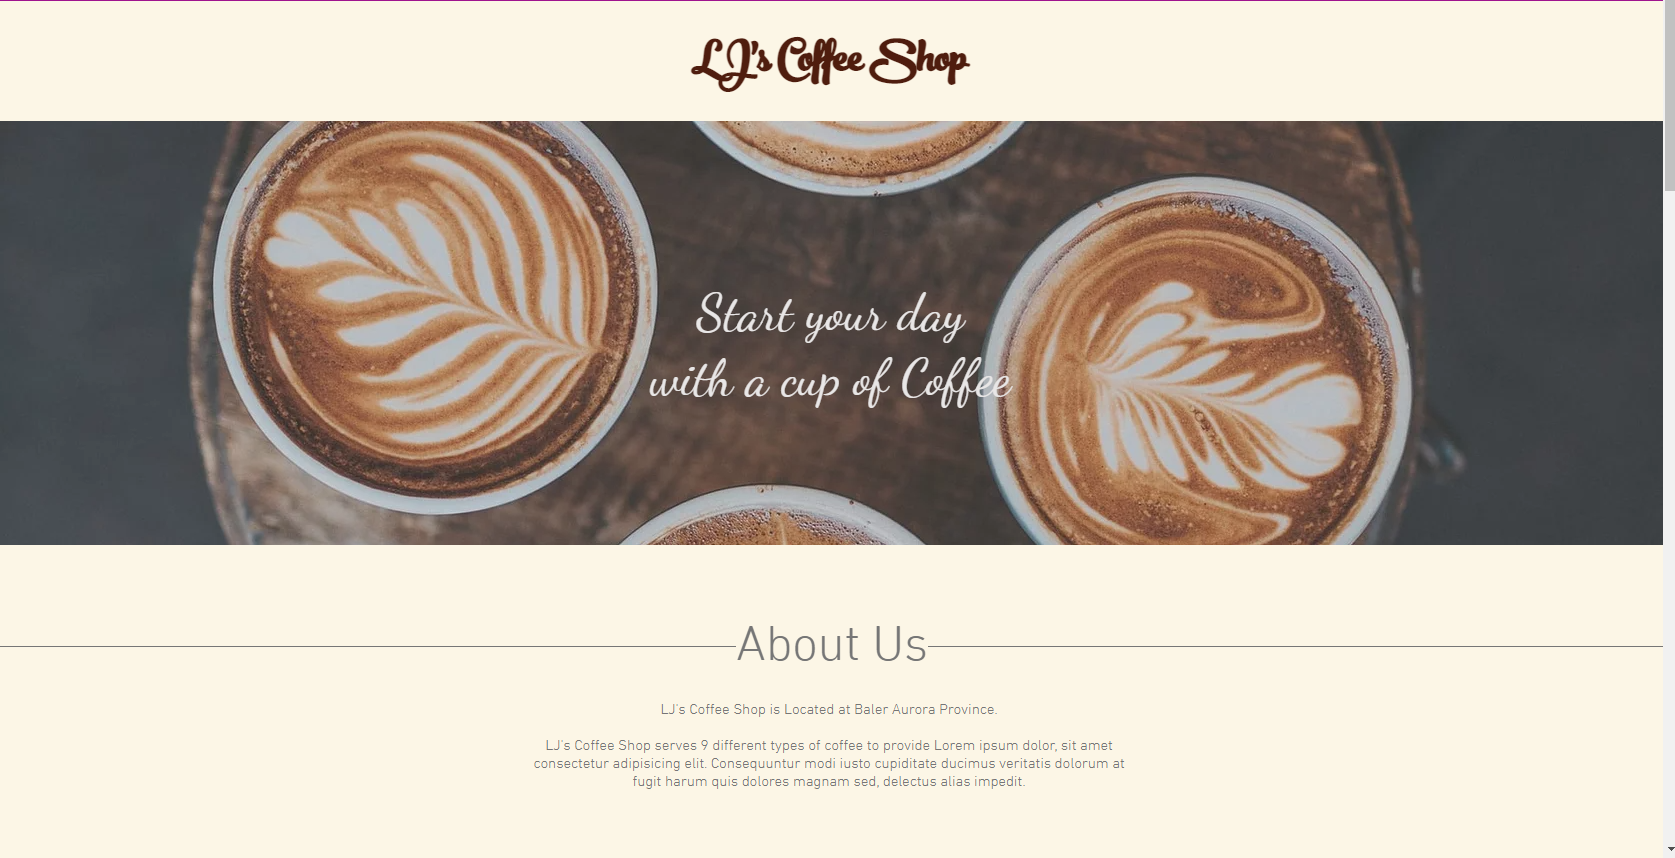 LJ's Coffee Shop
Start your day
with a cup of Coffee
About Us
LJ's Coffee Shop is Located at Baler Aurora Province.
LJ's Coffee Shop serves 9 different types of coffee to provide Lorem ipsum dolor, sit amet
consectetur adipisicing elit. Consequuntur modi iusto cupiditate ducimus veritatis dolorum at
fugit harum quis dolores magnam sed, delectus alias impedit.